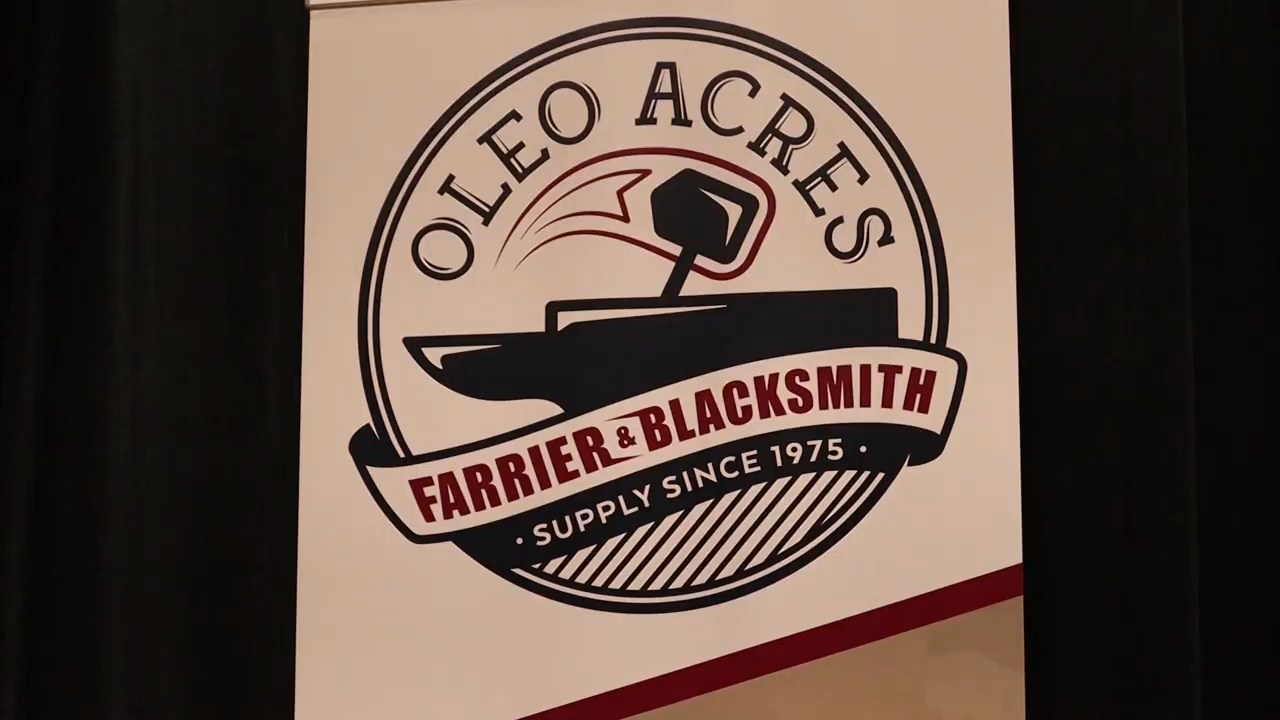 OLEO ACRES
FARRIER & BLACKSMITH
· SUPPLY SINCE 1975 ·